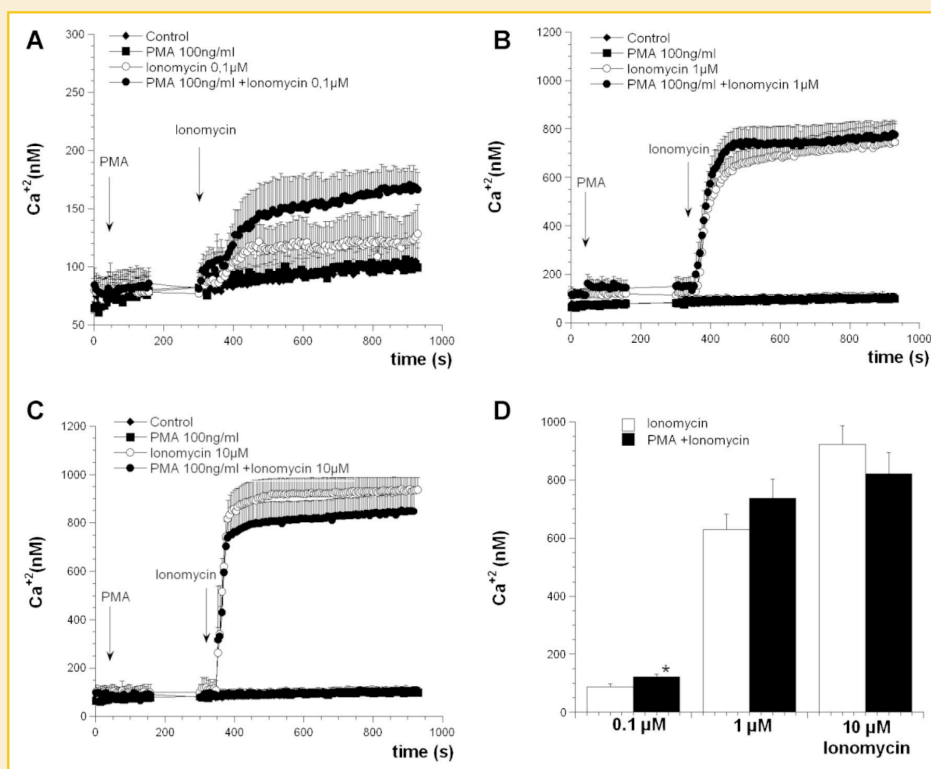 A
Control
PMA 100ng/ml
Ionomycin 0,1µM
PMA 100ng/ml +Ionomycin 0,1µM
300
250
200
150
100
50
Ca+2(nM)
PMA
Ionomycin
0 200 400 600 800 1000
time (s)
B
Control
PMA 100ng/ml
Ionomycin 1µM
PMA 100ng/ml +Ionomycin 1µM
1200
1000
800
600
400
200
0
Ca+2(nM)
PMA
Ionomycin
0 200 400 600 800 1000
time (s)
C
Control
PMA 100ng/ml
Ionomycin 10µM
PMA 100ng/ml +Ionomycin 10µM
1200
1000
800
600
400
200
0
Ca+2(nM)
PMA
Ionomycin
0 200 400 600 800 1000
time (s)
D
Ionomycin
PMA +Ionomycin
1000
800
600
400
200
0
Ca+2(nM)
*
0.1 µM 1 µM 10 µM
Ionomycin